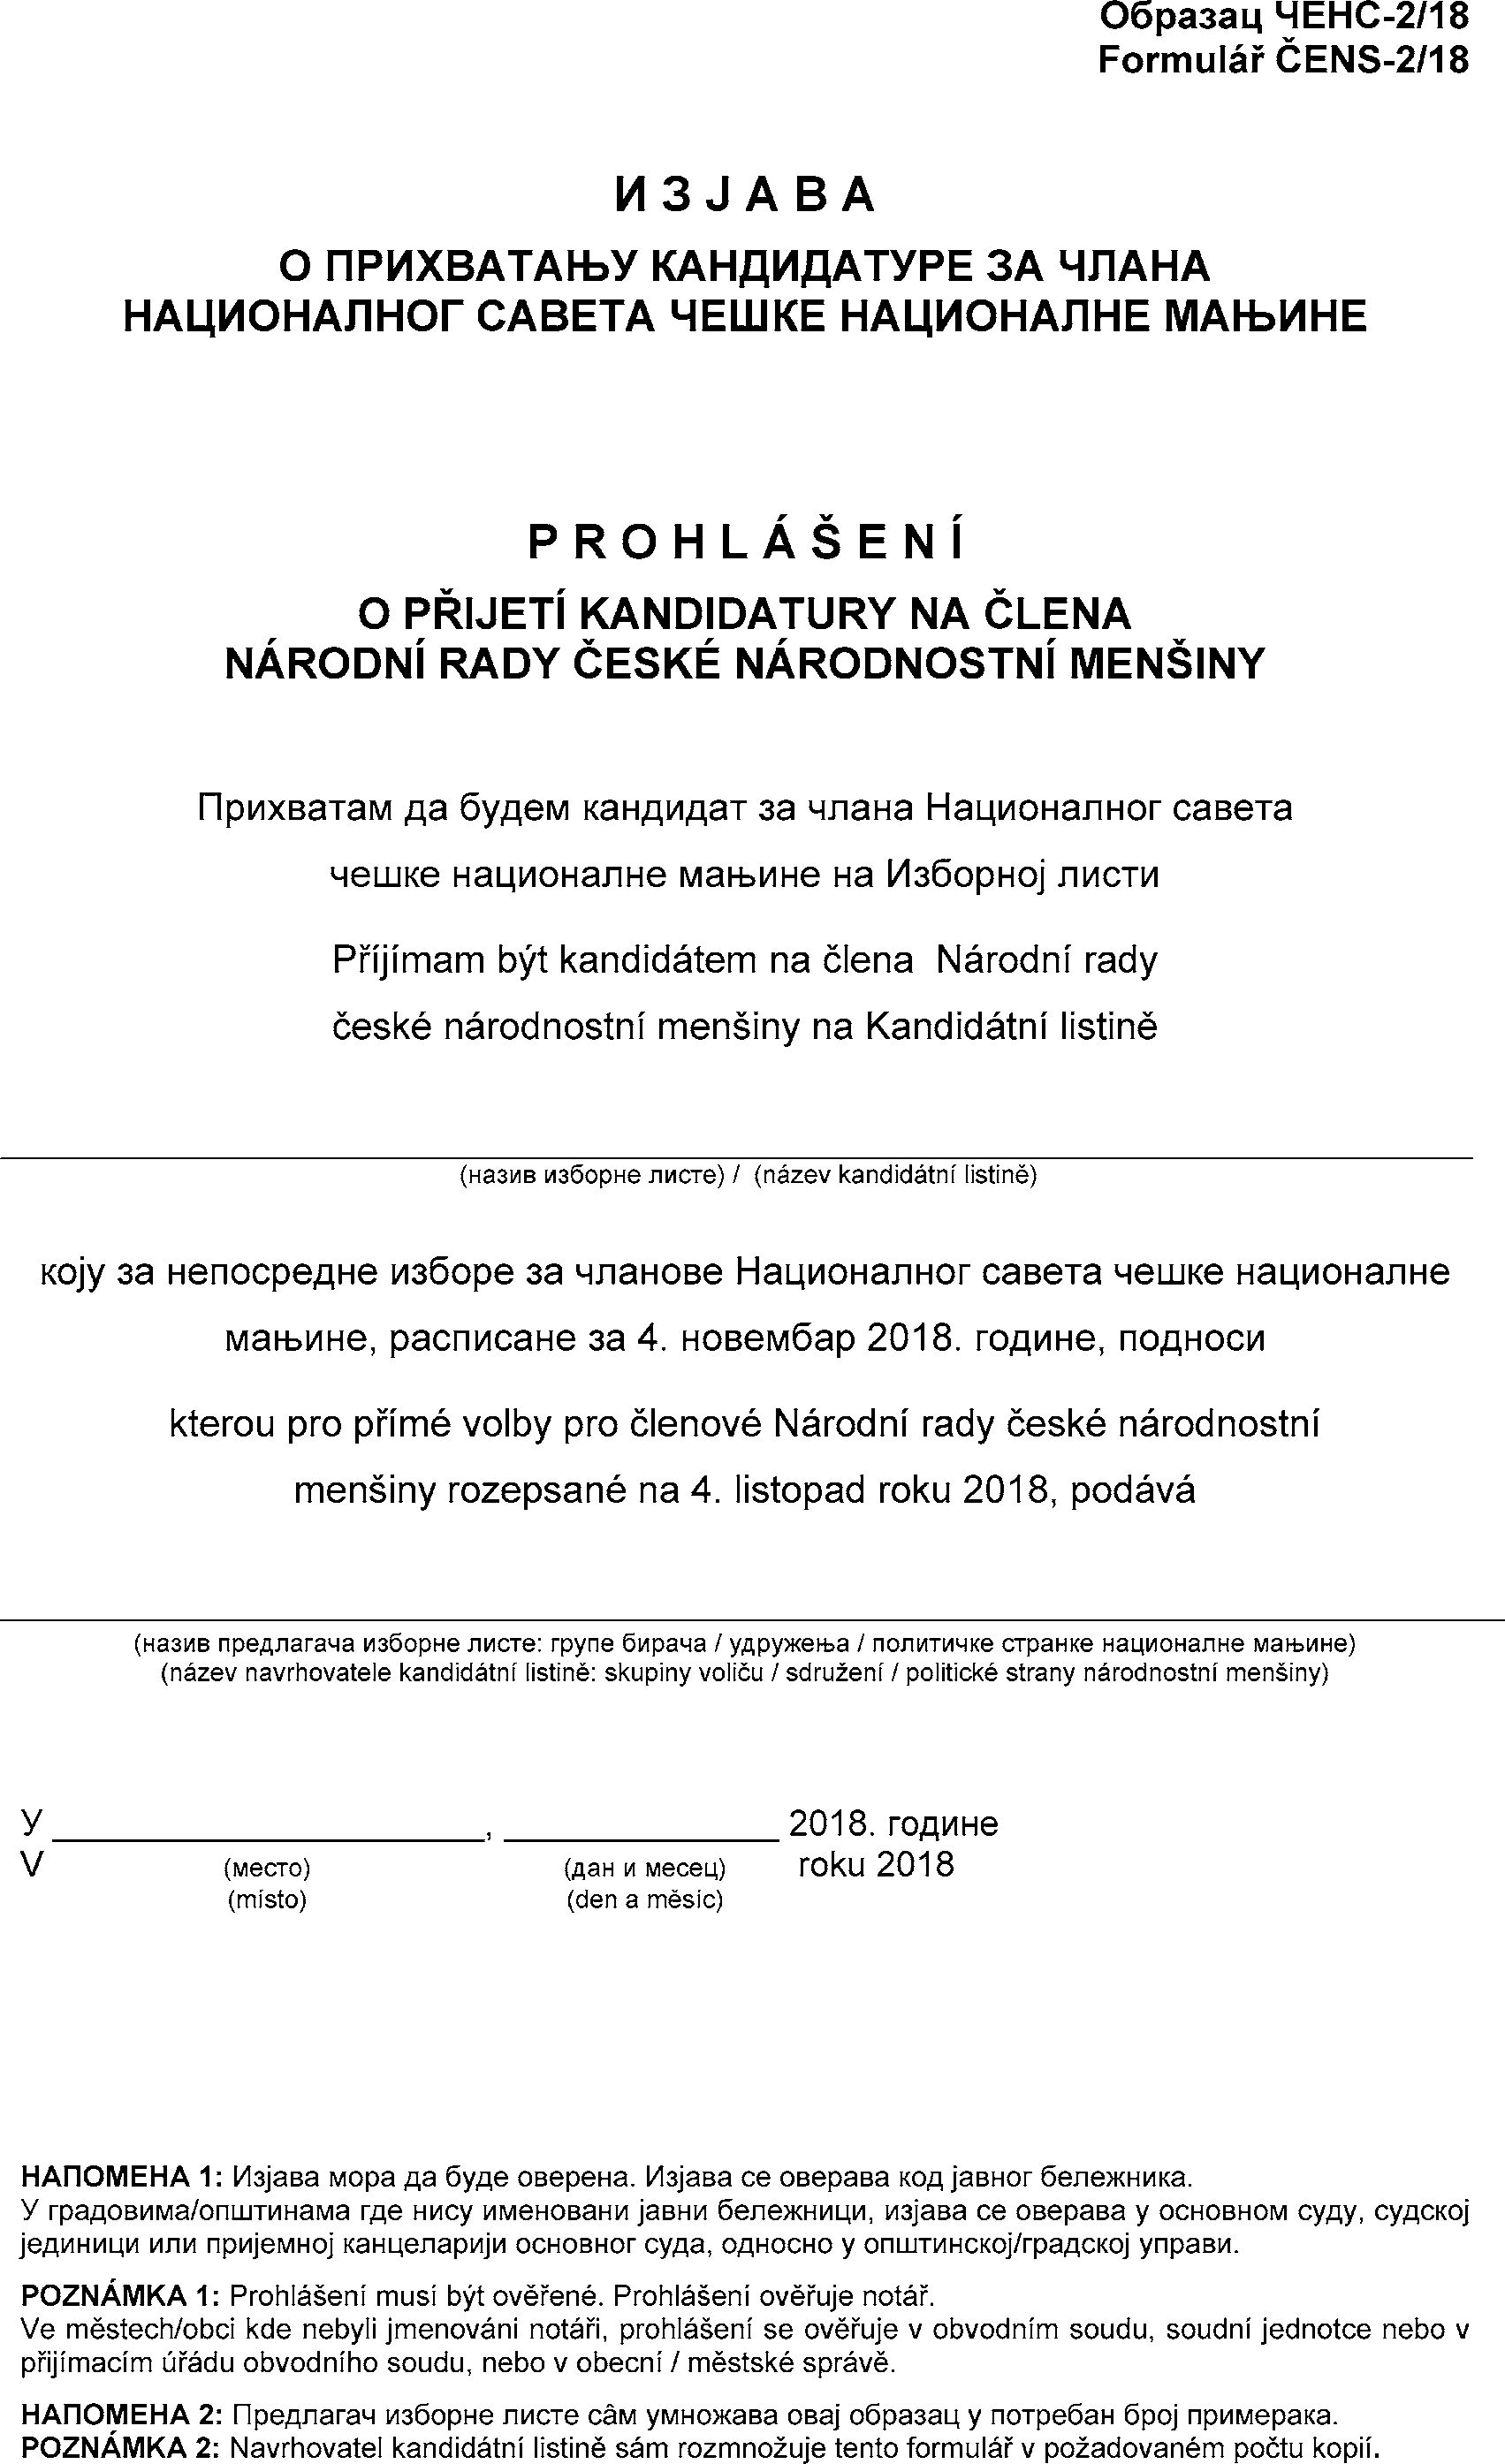 Образац ЧЕНС-2/18
Formulář ČENS-2/18
И З Ј А В А
О ПРИХВАТАЊУ КАНДИДАТУРЕ ЗА ЧЛАНА
НАЦИОНАЛНОГ САВЕТА ЧЕШКЕ НАЦИОНАЛНЕ МАЊИНЕ
P R O H L Á Š E N Í
O PŘIJETÍ KANDIDATURY NA ČLENA
NÁRODNÍ RADY ČESKÉ NÁRODNOSTNÍ MENŠINY
Прихватам да будем кандидат за члана Националног савета
чешке националне мањине на Изборној листи
Příjímam být kandidátem na člena Národní rady
české národnostní menšiny na Kandidátní listině
(назив изборне листе) / (název kandidátní listině)
коју за непосредне изборе за чланове Националног савета чешке националне
мањине, расписане за 4. новембар 2018. године, подноси
kterou pro přímé volby pro členové Národní rady české národnostní
menšiny rozepsané na 4. listopad roku 2018, podává
(назив предлагача изборне листе: групе бирача / удружења / политичке странке националне мањине)
(název navrhovatele kandidátní listině: skupiny voličů / sdružení / politické strany národnostní menšiny)
У ____________________, ____________ 2018. године
V (место) (дан и месец) roku 2018
(místo) (den a měsíc)
НАПОМЕНА 1: Изјава мора да буде оверена. Изјава се оверава код јавног бележника.
У градовима/општинама где нису именовани јавни бележници, изјава се оверава у основном суду, судској
јединици или пријемној канцеларији основног суда, односно у општинској/градској управи.
POZNÁMKA 1: Prohlášení musí být ověřené. Prohlášení ověřuje notář.
Ve městech/obci kde nebyli jmenováni notáři, prohlášení se ověřuje v obvodním soudu, soudní jednotce nebo v
přijímacím úřádu obvodního soudu, nebo v obecní / městské správě.
НАПОМЕНА 2: Предлагач изборне листе сâм умножава овај образац у потребан број примерака.
POZNÁMKA 2: Navrhovatel kandidátní listině sám rozmnožuje tento formulář v požadovaném počtu kopií.